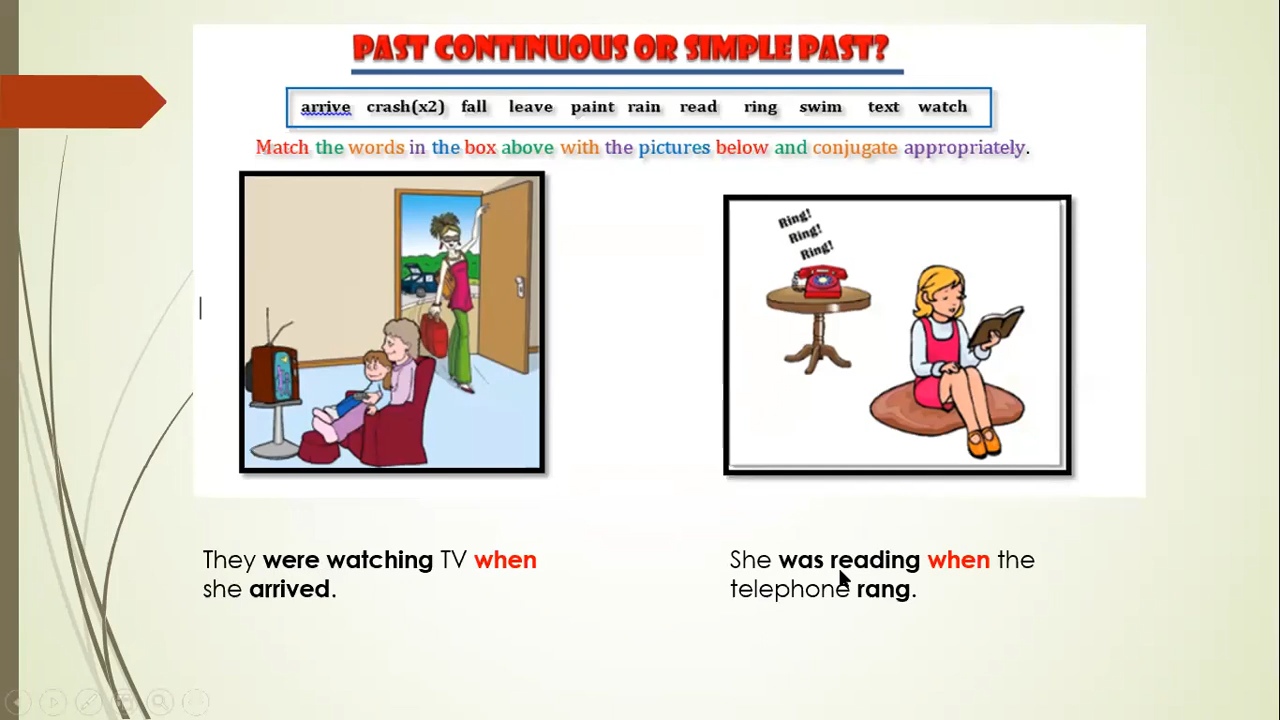 PAST CONTINUOUS OR SIMPLE PAST?
arrive crash(x2) fall leave paint rain read ring swim text watch
Match the words in the box above with the pictures below and conjugate appropriately.
Ring!
Ring!
Ring!
They were watching TV when
she arrived.
She was reading when the
telephone rang.